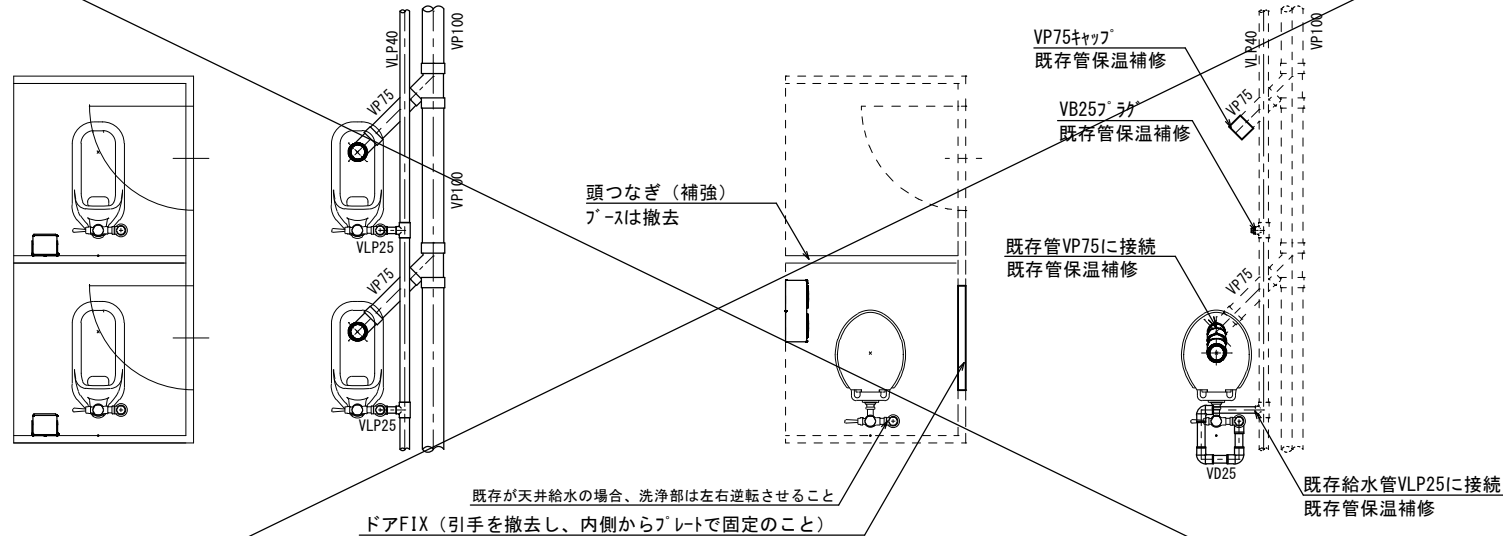 VLP40
VP100
VP75
VP100
VLP25
VP75
VLP25
頭つなぎ（補強）
ﾌﾞｰｽは撤去
既存が天井給水の場合、洗浄部は左右逆転させること
ドアFIX（引手を撤去し、内側からﾌﾟﾚｰﾄで固定のこと）
VP75ｷｬｯﾌﾟ
既存管保温補修
VLP40
VP100
VP75
VB25ﾌﾟﾗｸﾞ
既存管保温補修
既存管VP75に接続
既存管保温補修
VP75
VD25
既存給水管VLP25に接続
既存管保温補修